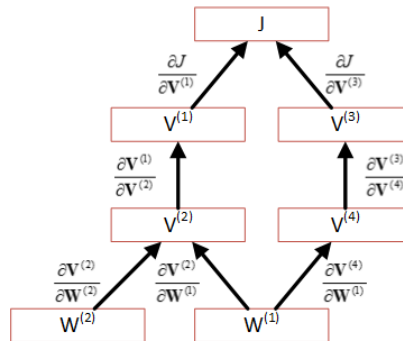 J
∂J/∂V^(1) ∂J/∂V^(3)
V^(1) V^(3)
∂V^(1)/∂V^(2) ∂V^(3)/∂V^(4)
V^(2) V^(4)
∂V^(2)/∂W^(2) ∂V^(2)/∂W^(1) ∂V^(4)/∂W^(1)
W^(2) W^(1)